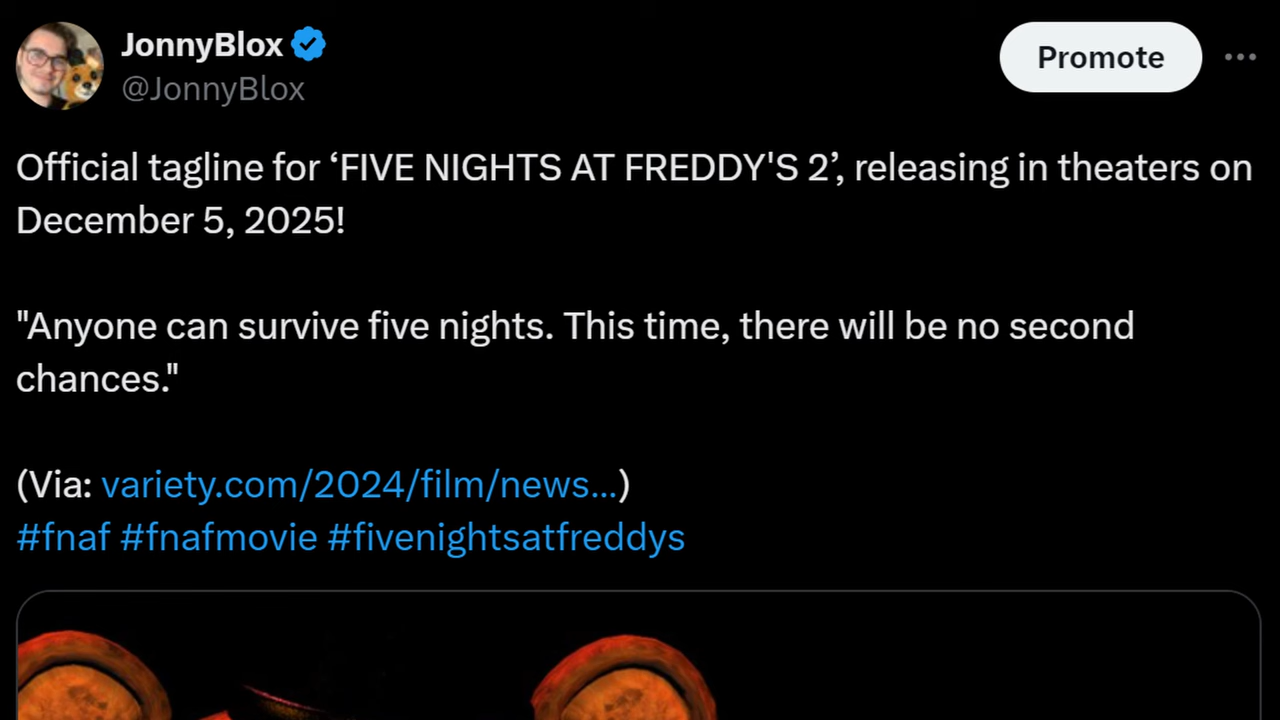 JonnyBlox
@JonnyBlox
Promote
Official tagline for ‘FIVE NIGHTS AT FREDDY'S 2’, releasing in theaters on
December 5, 2025!
"Anyone can survive five nights. This time, there will be no second
chances."
(Via: variety.com/2024/film/news...)
#fnaf #fnafmovie #fivenightsatfreddys